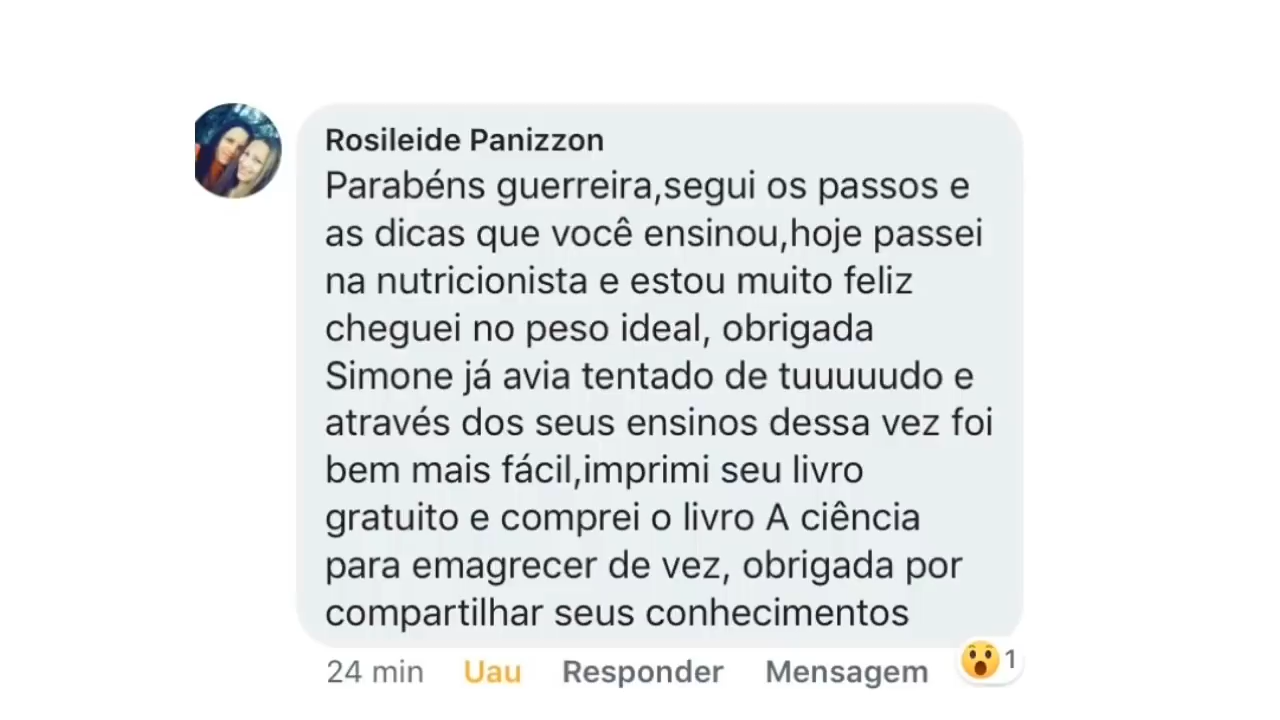 Rosileide Panizzon
Parabéns guerreira,segui os passos e
as dicas que você ensinou,hoje passei
na nutricionista e estou muito feliz
cheguei no peso ideal, obrigada
Simone já avia tentado de tuuuuudo e
através dos seus ensinos dessa vez foi
bem mais fácil,imprimi seu livro
gratuito e comprei o livro A ciência
para emagrecer de vez, obrigada por
compartilhar seus conhecimentos
24 min Uau Responder Mensagem 1